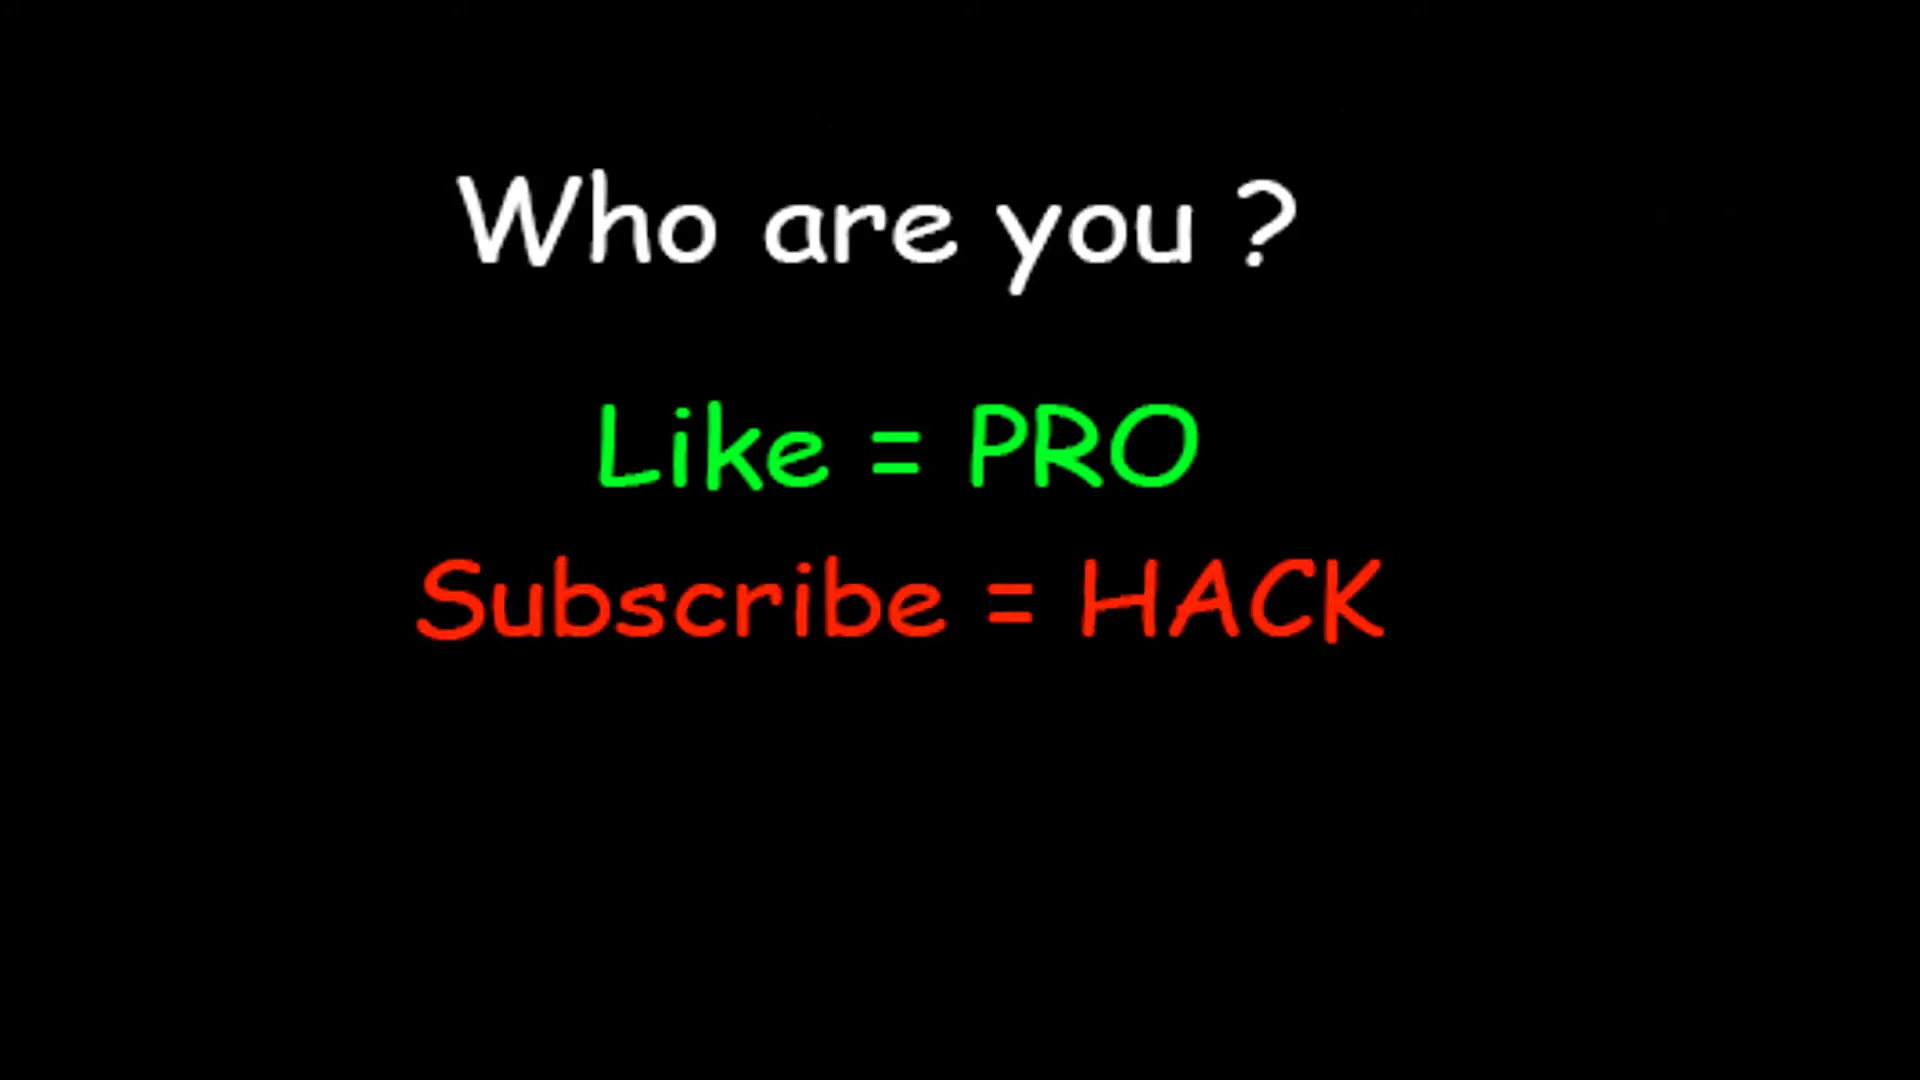 Who are you ?
Like = PRO
Subscribe = HACK